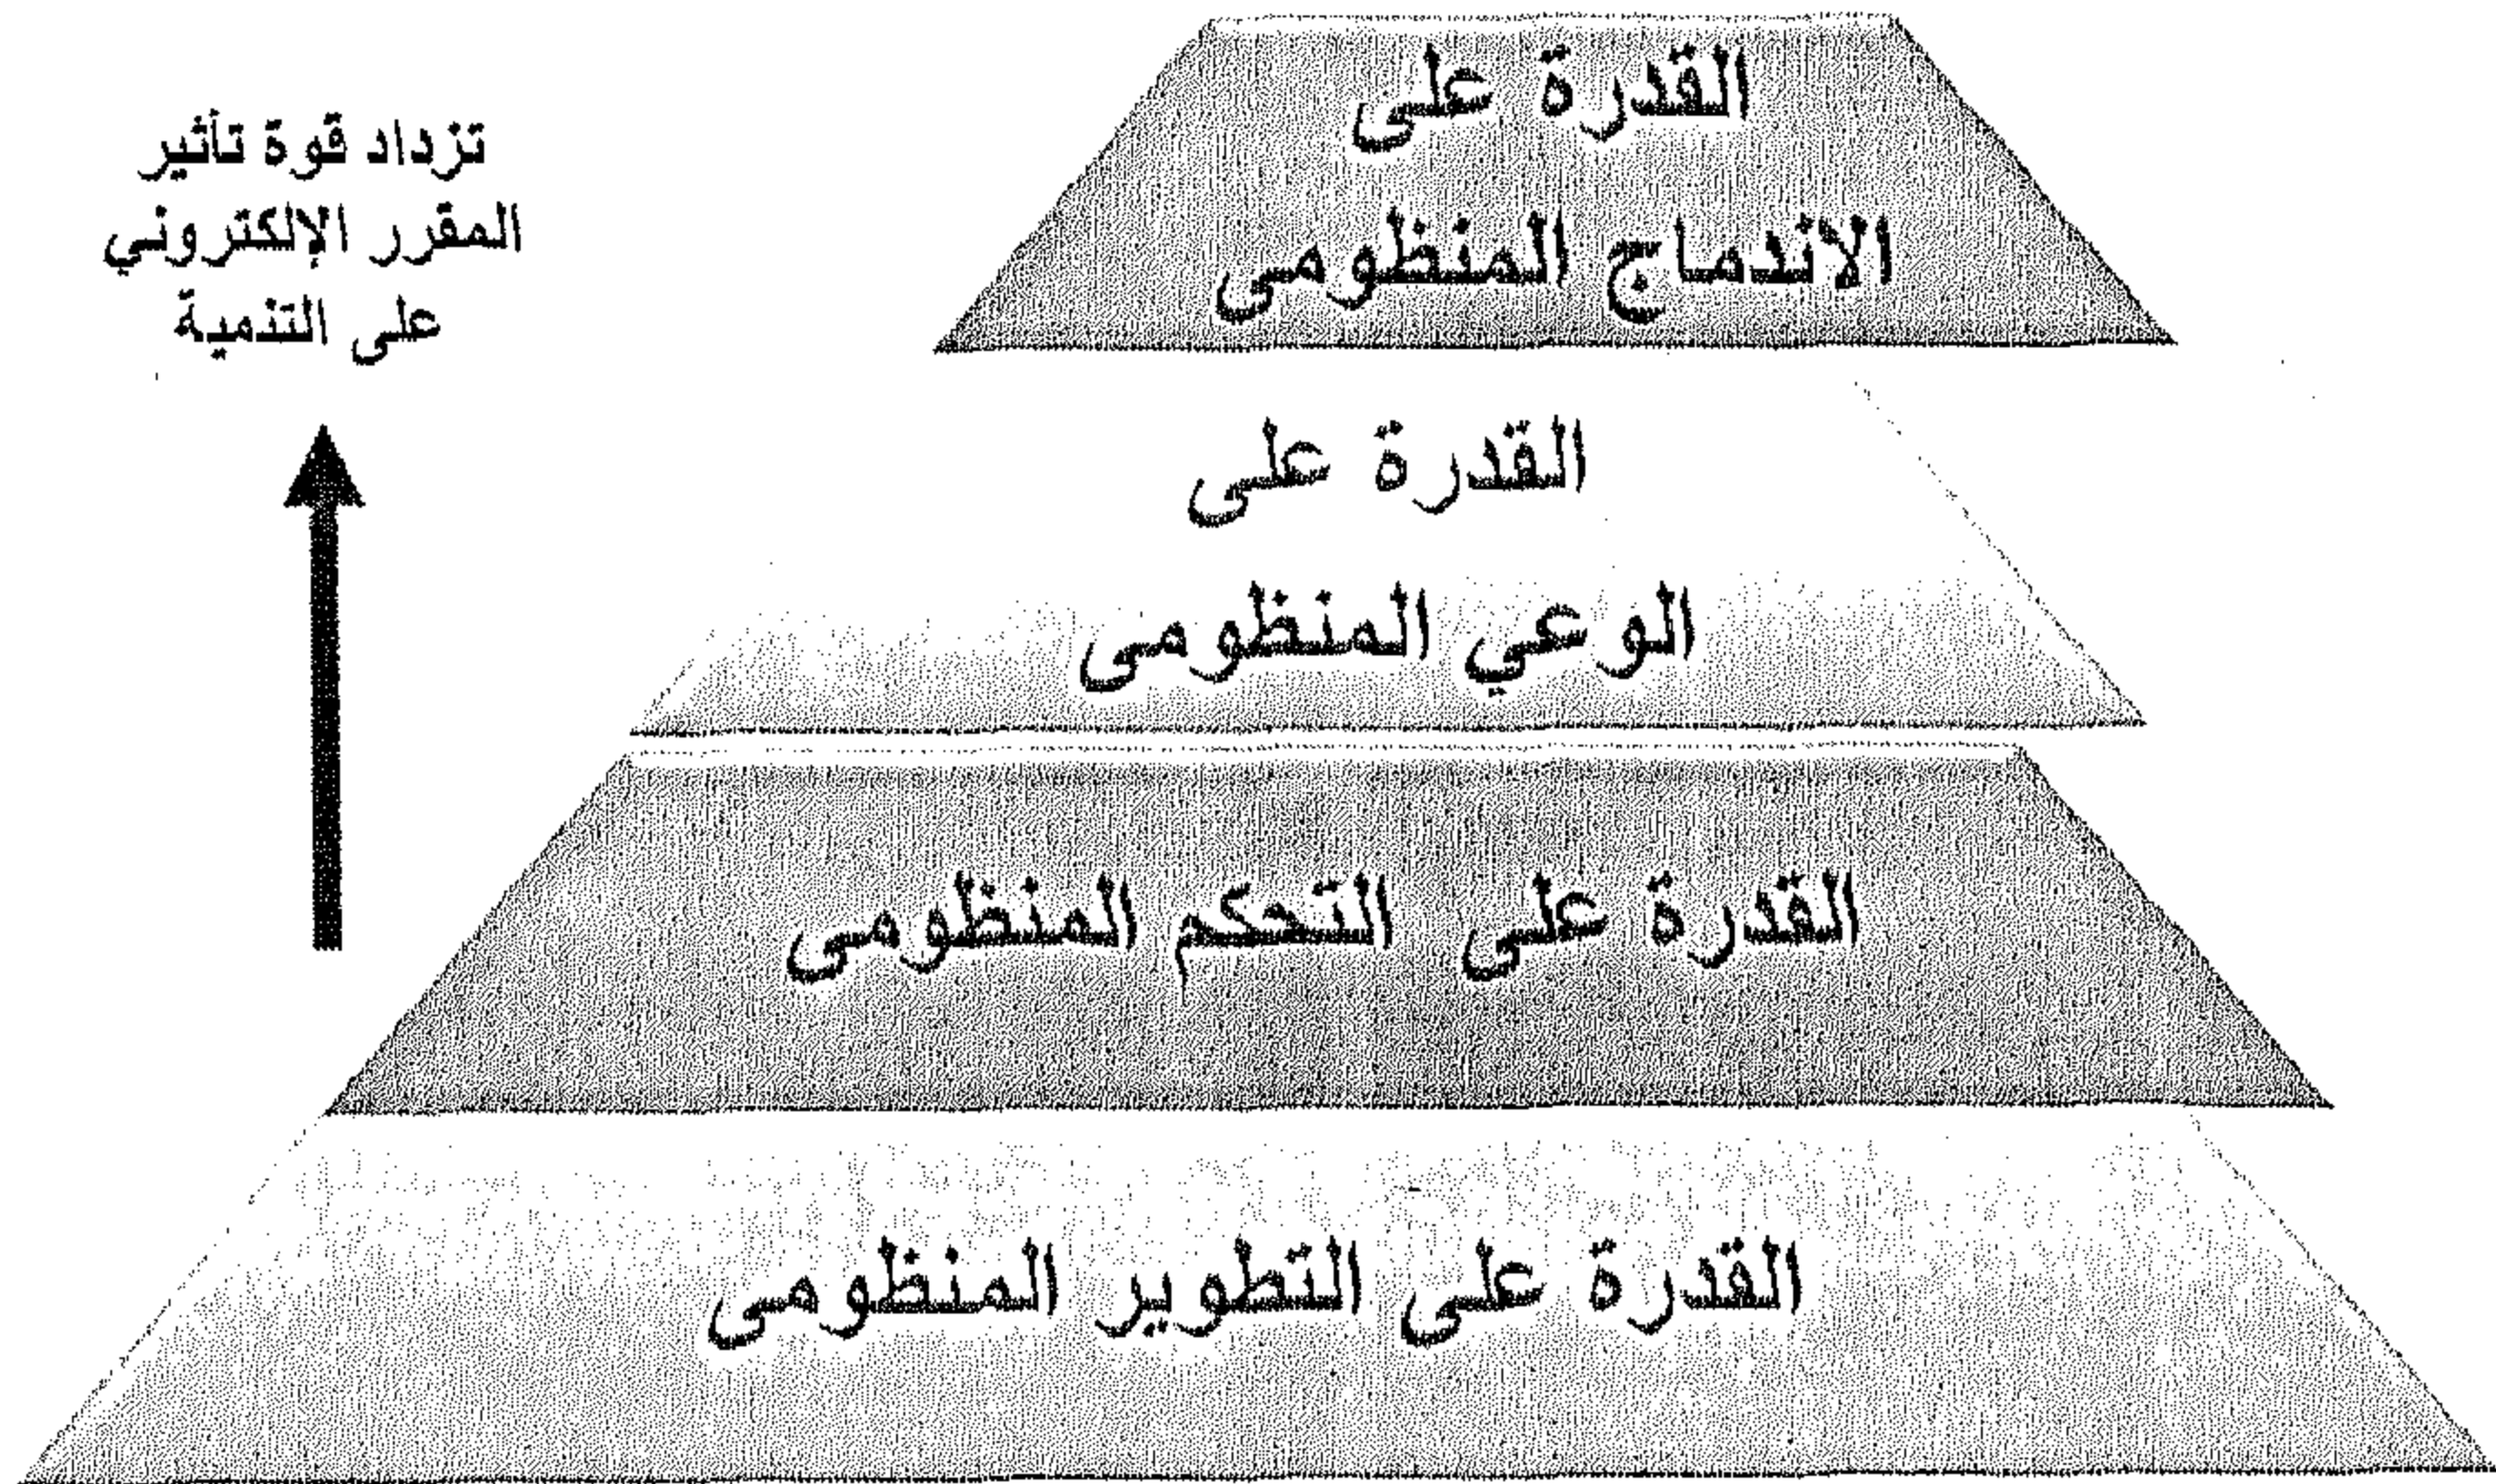 القدرة على
الاندماج المنظومى
تزداد قوة تأثير
المقرر الإلكتروني
على التنمية
القدرة على
الوعي المنظومى
القدرة على التحكم المنظومى
القدرة على التطوير المنظومى